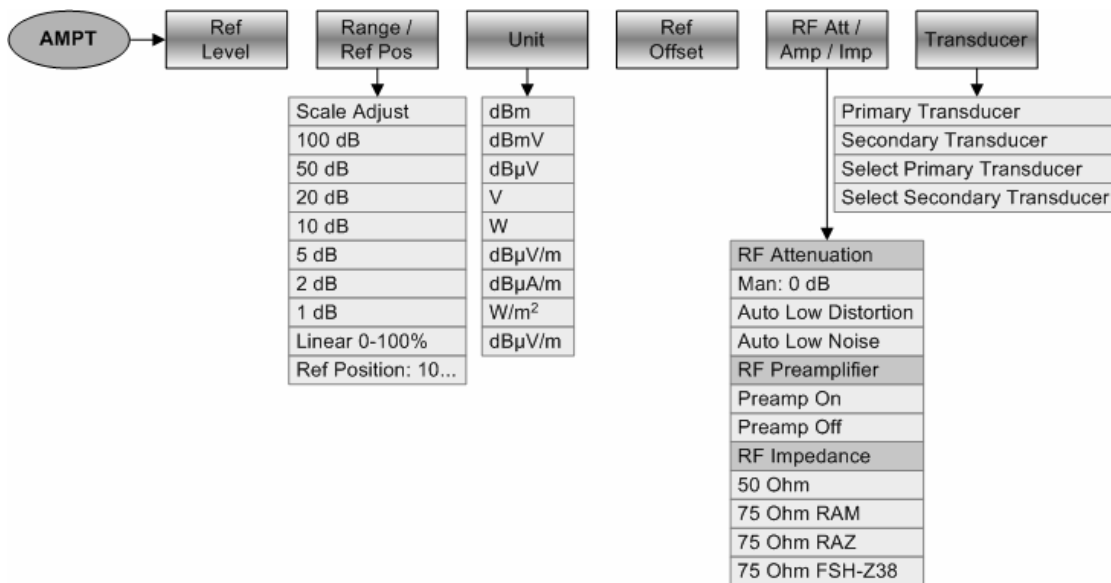 AMPT
Ref
Level
Range /
Ref Pos
Unit
Ref
Offset
RF Att /
Amp / Imp
Transducer
Scale Adjust
100 dB
50 dB
20 dB
10 dB
5 dB
2 dB
1 dB
Linear 0-100%
Ref Position: 10...
dBm
dBmV
dBµV
V
W
dBµV/m
dBµA/m
W/m²
dBµV/m
RF Attenuation
Man: 0 dB
Auto Low Distortion
Auto Low Noise
RF Preamplifier
Preamp On
Preamp Off
RF Impedance
50 Ohm
75 Ohm RAM
75 Ohm RAZ
75 Ohm FSH-Z38
Primary Transducer
Secondary Transducer
Select Primary Transducer
Select Secondary Transducer